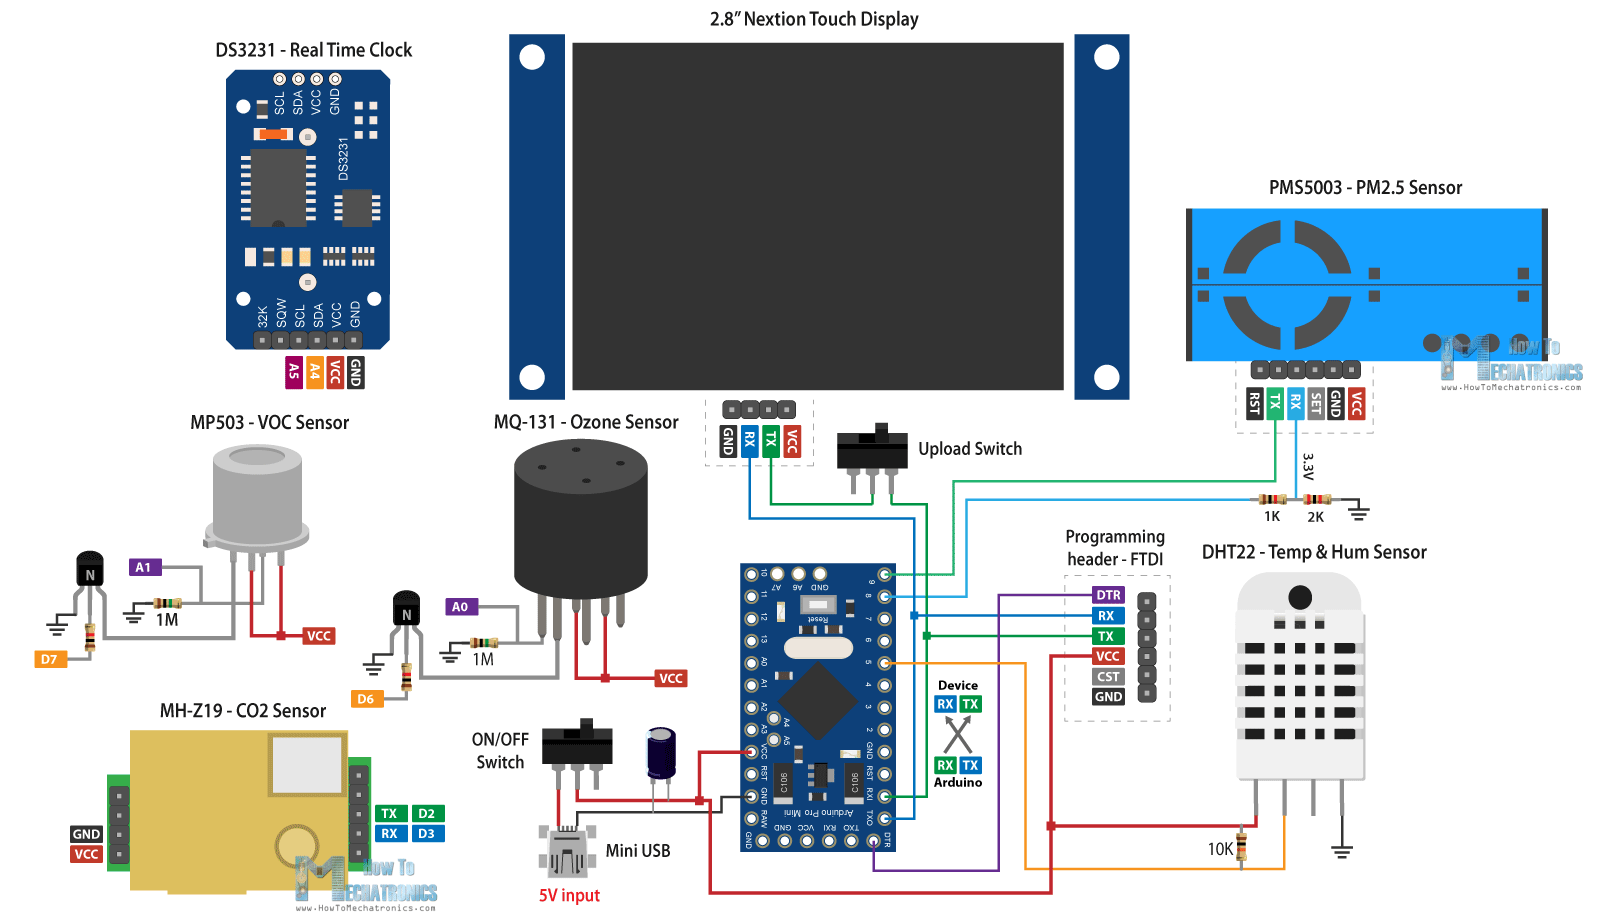 2.8” Nextion Touch Display
DS3231 - Real Time Clock
SCL
SDA
VCC
GND
DS3231
32K
SQW
SCL
SDA
VCC
GND
A5
A4
VCC
GND
PMS5003 - PM2.5 Sensor
RST
TX
RX
SET
GND
VCC
How To
MECHATRONICS
www.HowToMechatronics.com
3.3V
1K
2K
MP503 - VOC Sensor
N
A1
1M
VCC
D7
MQ-131 - Ozone Sensor
N
A0
1M
VCC
D6
GND
RX
TX
VCC
Upload Switch
Programming
header - FTDI
DTR
RX
TX
VCC
CST
GND
DHT22 - Temp & Hum Sensor
10K
MH-Z19 - CO2 Sensor
GND
VCC
TX D2
RX D3
How To
MECHATRONICS
www.HowToMechatronics.com
ON/OFF
Switch
Mini USB
5V input
10
11
12
13
A0
A1
A2
A3
VCC
RST
GND
RAW
A7
A6
GND
Reset
A4
A5
C106
C106
Arduino Pro Mini
9
8
7
6
5
4
3
2
GND
RST
RXI
TXO
GND
GND
VCC
RXI
TXO
DTR
Device
RX TX
RX TX
Arduino